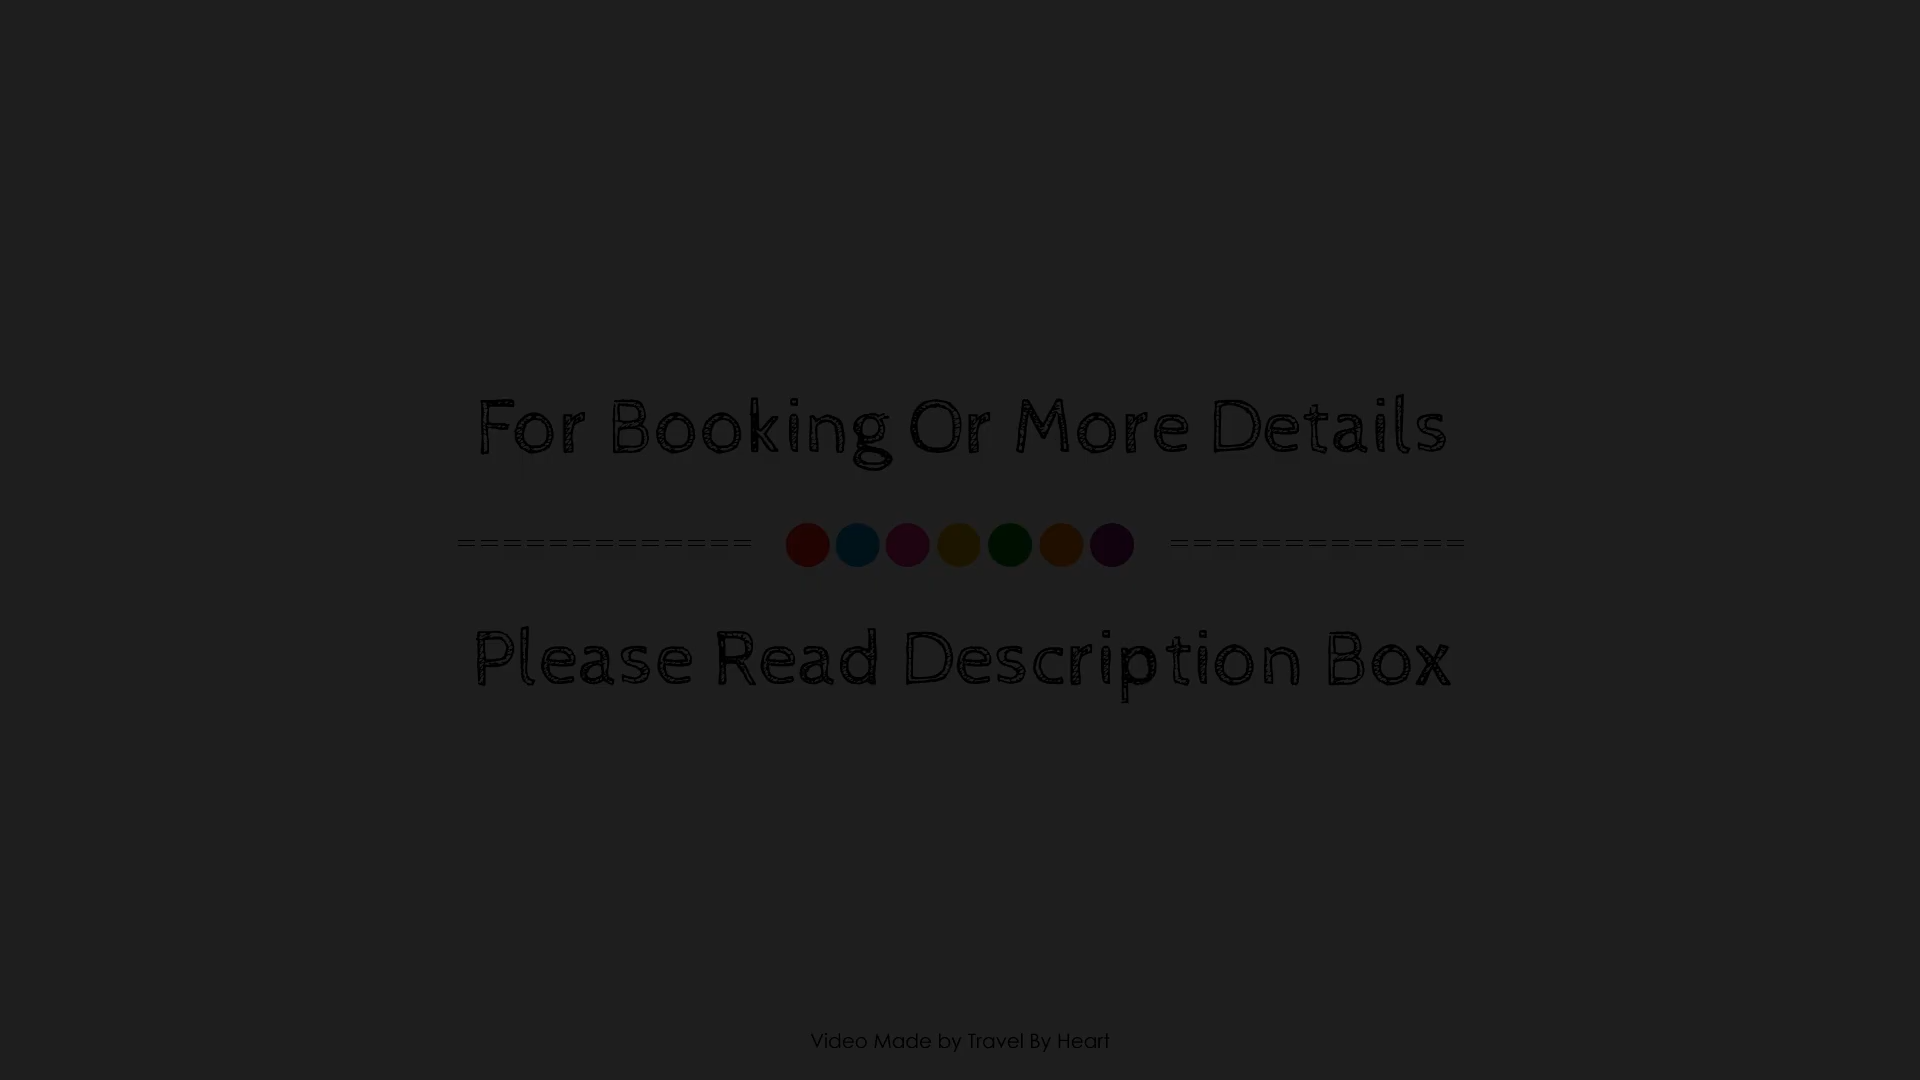 For Booking Or More Details
============= =============
Please Read Description Box
Video Made by Travel By Heart